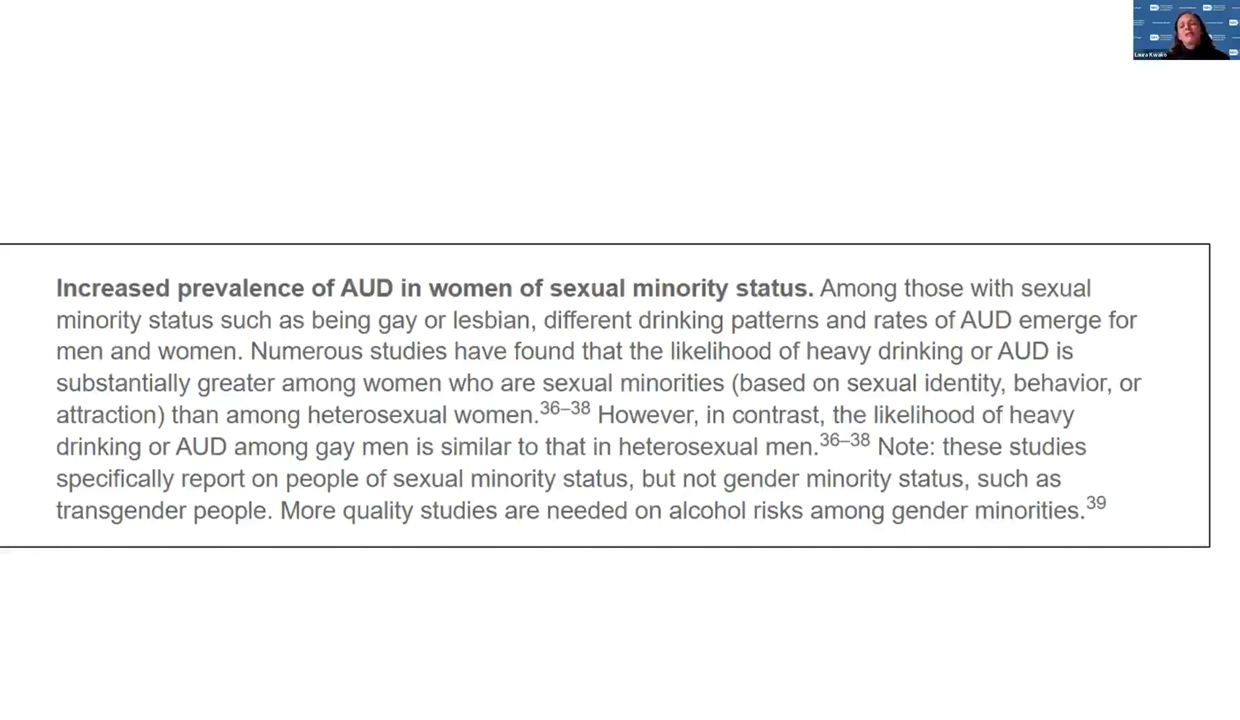 Laura Kwako
Increased prevalence of AUD in women of sexual minority status. Among those with sexual
minority status such as being gay or lesbian, different drinking patterns and rates of AUD emerge for
men and women. Numerous studies have found that the likelihood of heavy drinking or AUD is
substantially greater among women who are sexual minorities (based on sexual identity, behavior, or
attraction) than among heterosexual women.36–38 However, in contrast, the likelihood of heavy
drinking or AUD among gay men is similar to that in heterosexual men.36–38 Note: these studies
specifically report on people of sexual minority status, but not gender minority status, such as
transgender people. More quality studies are needed on alcohol risks among gender minorities.39